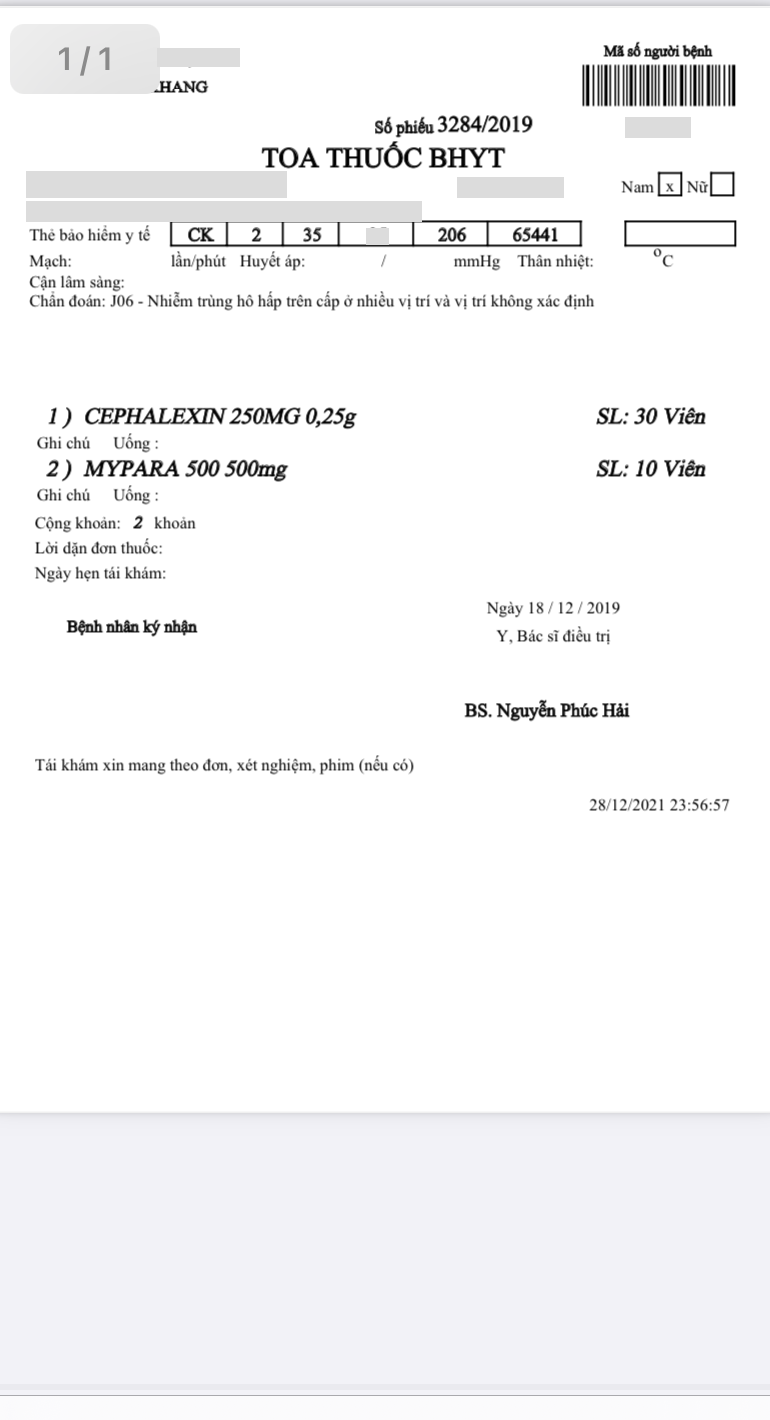 1/1
Mã số người bệnh
HANG
Số phiếu 3284/2019
TOA THUỐC BHYT
Nam x Nữ
Thẻ bảo hiểm y tế CK 2 35 206 65441
Mạch: lần/phút Huyết áp: / mmHg Thân nhiệt: °C
Cận lâm sàng:
Chẩn đoán: J06 - Nhiễm trùng hô hấp trên cấp ở nhiều vị trí và vị trí không xác định
1 ) CEPHALEXIN 250MG 0,25g SL: 30 Viên
Ghi chú Uống :
2 ) MYPARA 500 500mg SL: 10 Viên
Ghi chú Uống :
Cộng khoản: 2 khoản
Lời dặn đơn thuốc:
Ngày hẹn tái khám:
Ngày 18 / 12 / 2019
Bệnh nhân ký nhận
Y, Bác sĩ điều trị
BS. Nguyễn Phúc Hải
Tái khám xin mang theo đơn, xét nghiệm, phim (nếu có)
28/12/2021 23:56:57